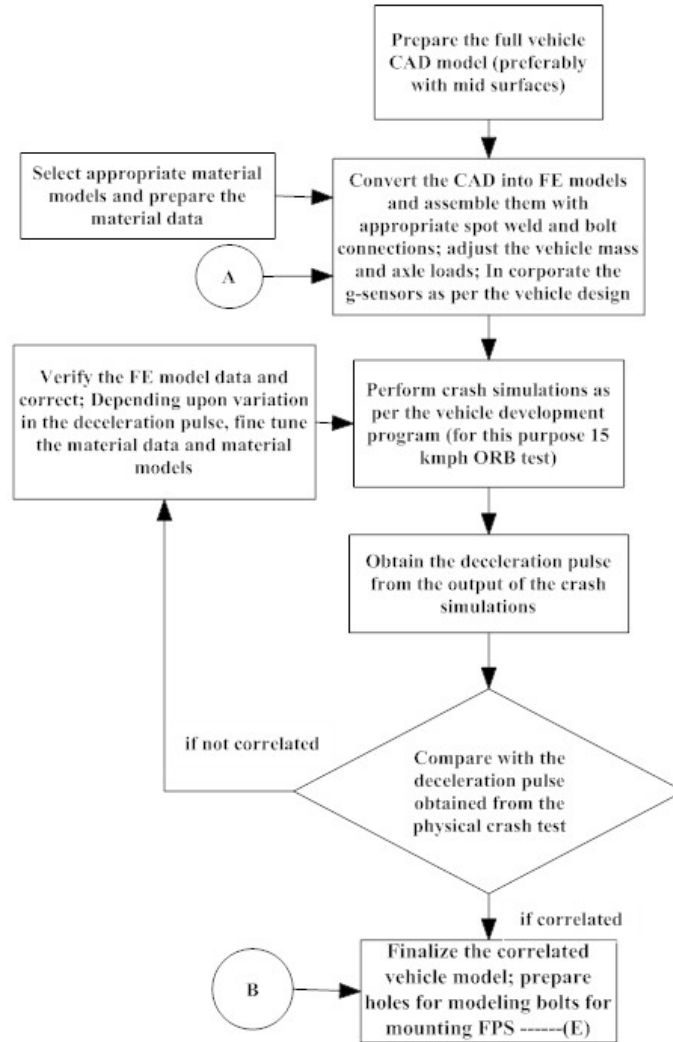 Prepare the full vehicle
CAD model (preferably
with mid surfaces)
Select appropriate material
models and prepare the
material data
Convert the CAD into FE models
and assemble them with
appropriate spot weld and bolt
connections; adjust the vehicle mass
and axle loads; In corporate the
g-sensors as per the vehicle design
A
Verify the FE model data and
correct; Depending upon variation
in the deceleration pulse, fine tune
the material data and material
models
Perform crash simulations as
per the vehicle development
program (for this purpose 15
kmph ORB test)
Obtain the deceleration pulse
from the output of the crash
simulations
if not correlated
Compare with the
deceleration pulse
obtained from the
physical crash test
if correlated
Finalize the correlated
vehicle model; prepare
holes for modeling bolts for
mounting FPS ------(E)
B